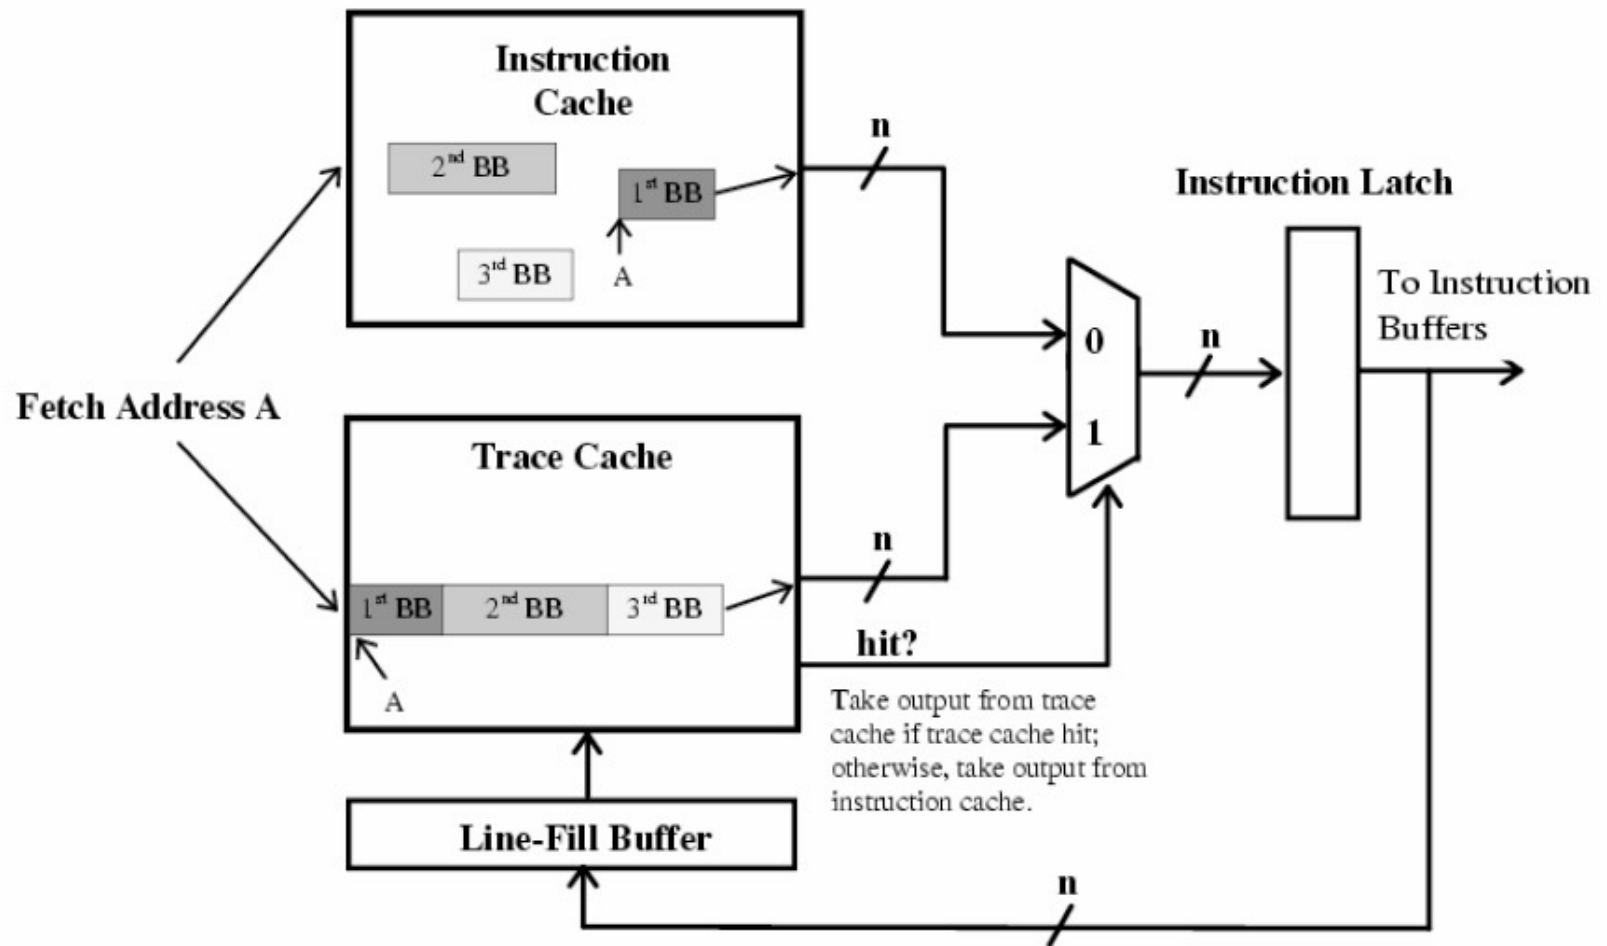 Instruction
Cache
2nd BB
1st BB
3rd BB
A
n
Instruction Latch
To Instruction
Buffers
0
1
n
Fetch Address A
Trace Cache
1st BB
2nd BB
3rd BB
A
n
hit?
Take output from trace
cache if trace cache hit;
otherwise, take output from
instruction cache.
Line-Fill Buffer
n